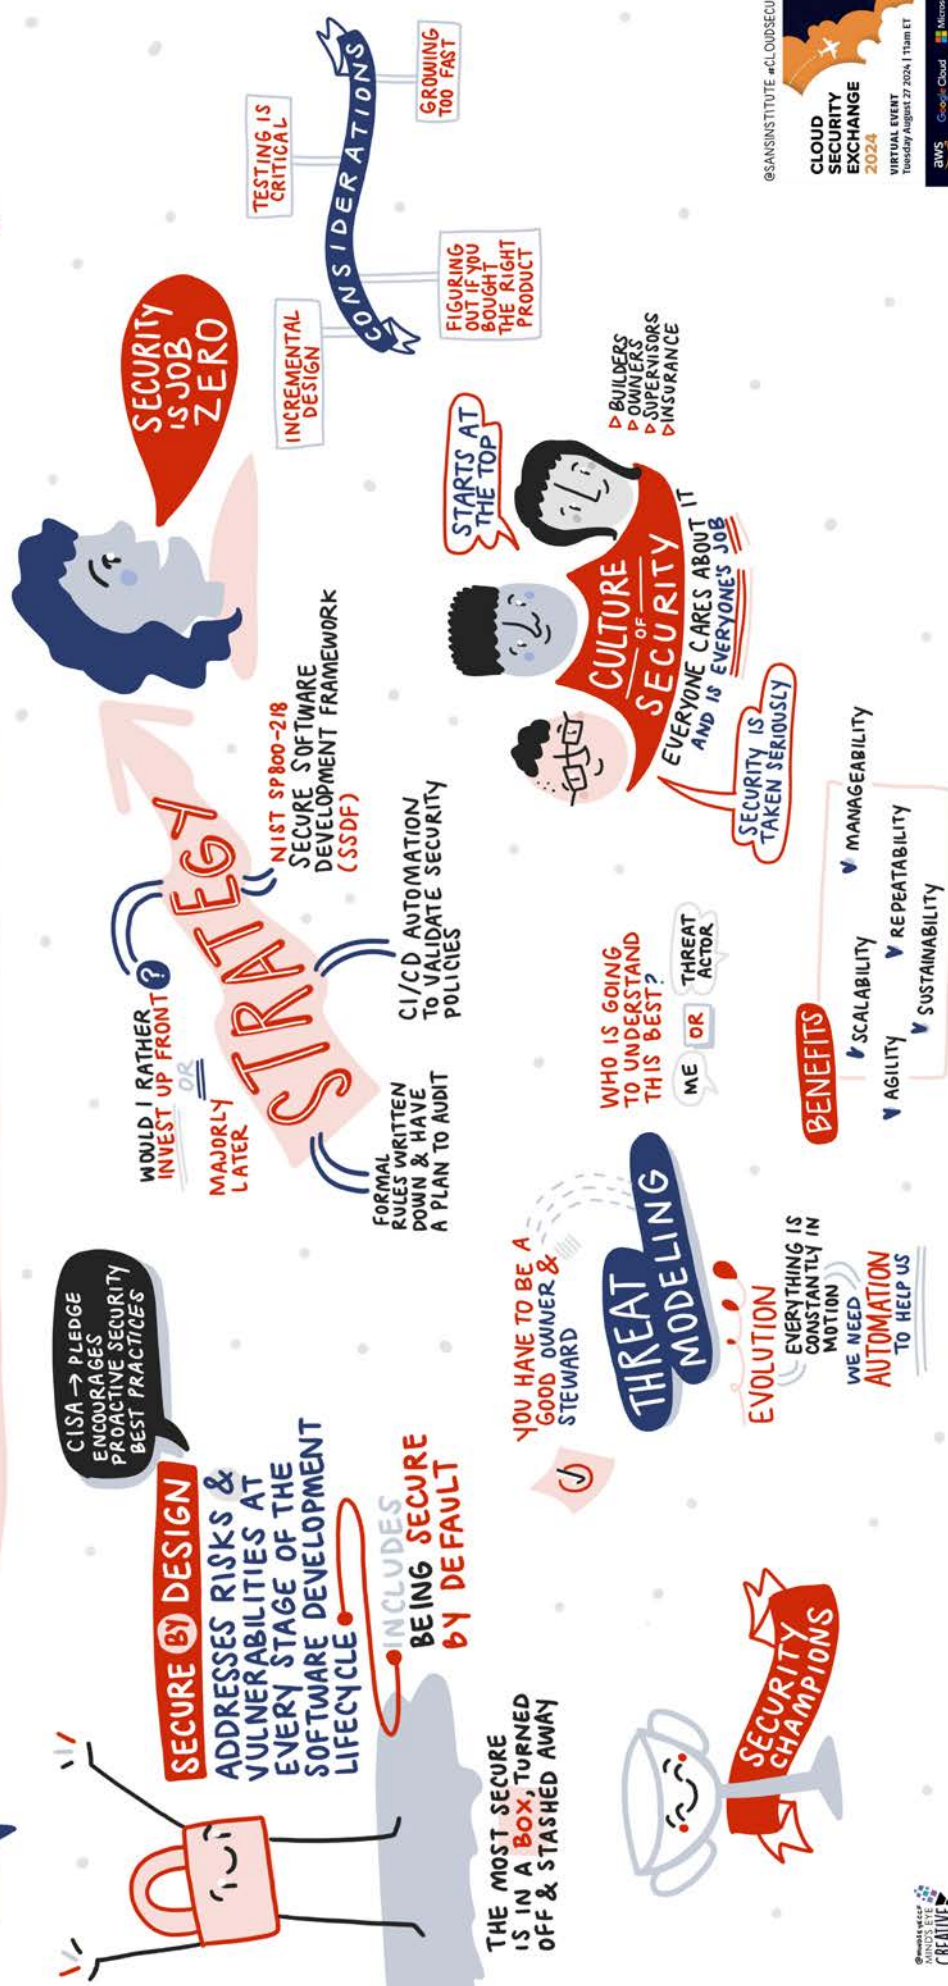 CISA → PLEDGE
ENCOURAGES
PROACTIVE SECURITY
BEST PRACTICES
SECURE BY DESIGN
ADDRESSES RISKS &
VULNERABILITIES AT
EVERY STAGE OF THE
SOFTWARE DEVELOPMENT
LIFECYCLE
INCLUDES
BEING SECURE
BY DEFAULT
THE MOST SECURE
IS IN A BOX, TURNED
OFF & STASHED AWAY
SECURITY
CHAMPIONS
WOULD I RATHER
INVEST UP FRONT ?
OR
MAJORLY
LATER
STRATEGY
FORMAL
RULES WRITTEN
DOWN & HAVE
A PLAN TO AUDIT
CI/CD AUTOMATION
TO VALIDATE SECURITY
POLICIES
NIST SP800-218
SECURE SOFTWARE
DEVELOPMENT FRAMEWORK
(SSDF)
SECURITY
IS JOB
ZERO
YOU HAVE TO BE A
GOOD OWNER &
STEWARD
THREAT
MODELING
WHO IS GOING
TO UNDERSTAND
THIS BEST?
ME OR THREAT
ACTOR
EVOLUTION
EVERYTHING IS
CONSTANTLY IN
MOTION
WE NEED
AUTOMATION
TO HELP US
BENEFITS
SCALABILITY
MANAGEABILITY
AGILITY
REPEATABILITY
SUSTAINABILITY
STARTS AT
THE TOP
CULTURE
OF
SECURITY
EVERYONE CARES ABOUT IT
AND IS EVERYONE'S JOB
SECURITY IS
TAKEN SERIOUSLY
BUILDERS
OWNERS
SUPERVISORS
INSURANCE
TESTING IS
CRITICAL
INCREMENTAL
DESIGN
CONSIDERATIONS
GROWING
TOO FAST
FIGURING
OUT IF YOU
BOUGHT
THE RIGHT
PRODUCT
@SANSINSTITUTE #CLOUDSECU
CLOUD
SECURITY
EXCHANGE
2024
VIRTUAL EVENT
Tuesday August 27 2024 | 11am ET
aws Google Cloud Micros
MIND'S EYE
CREATIVE